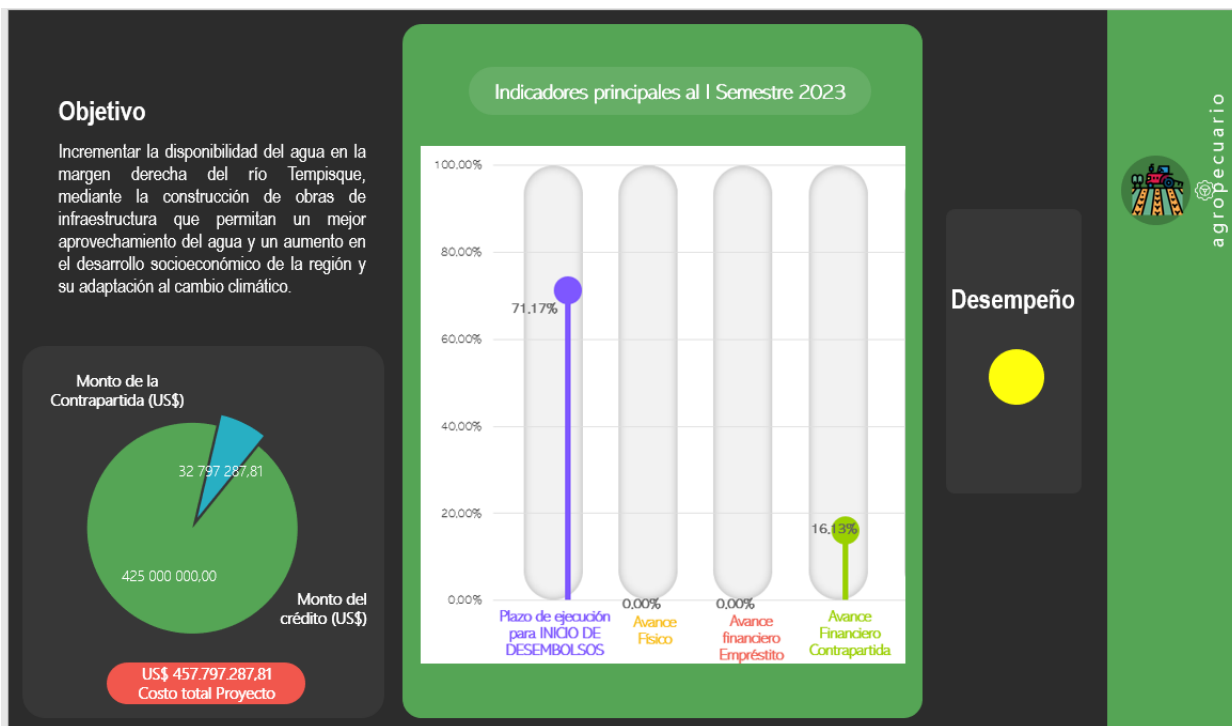 Objetivo
Incrementar la disponibilidad del agua en la
margen derecha del río Tempisque,
mediante la construcción de obras de
infraestructura que permitan un mejor
aprovechamiento del agua y un aumento en
el desarrollo socioeconómico de la región y
su adaptación al cambio climático.
Monto de la
Contrapartida (US$)
32 797 287,81
425 000 000,00
Monto del
crédito (US$)
US$ 457.797.287,81
Costo total Proyecto
Indicadores principales al I Semestre 2023
100,00%
80,00%
60,00%
40,00%
20,00%
0,00%
71,17%
0,00%
0,00%
16,13%
Plazo de ejecución
para INICIO DE
DESEMBOLSOS
Avance
Físico
Avance
financiero
Empréstito
Avance
Financiero
Contrapartida
Desempeño
agropecuario